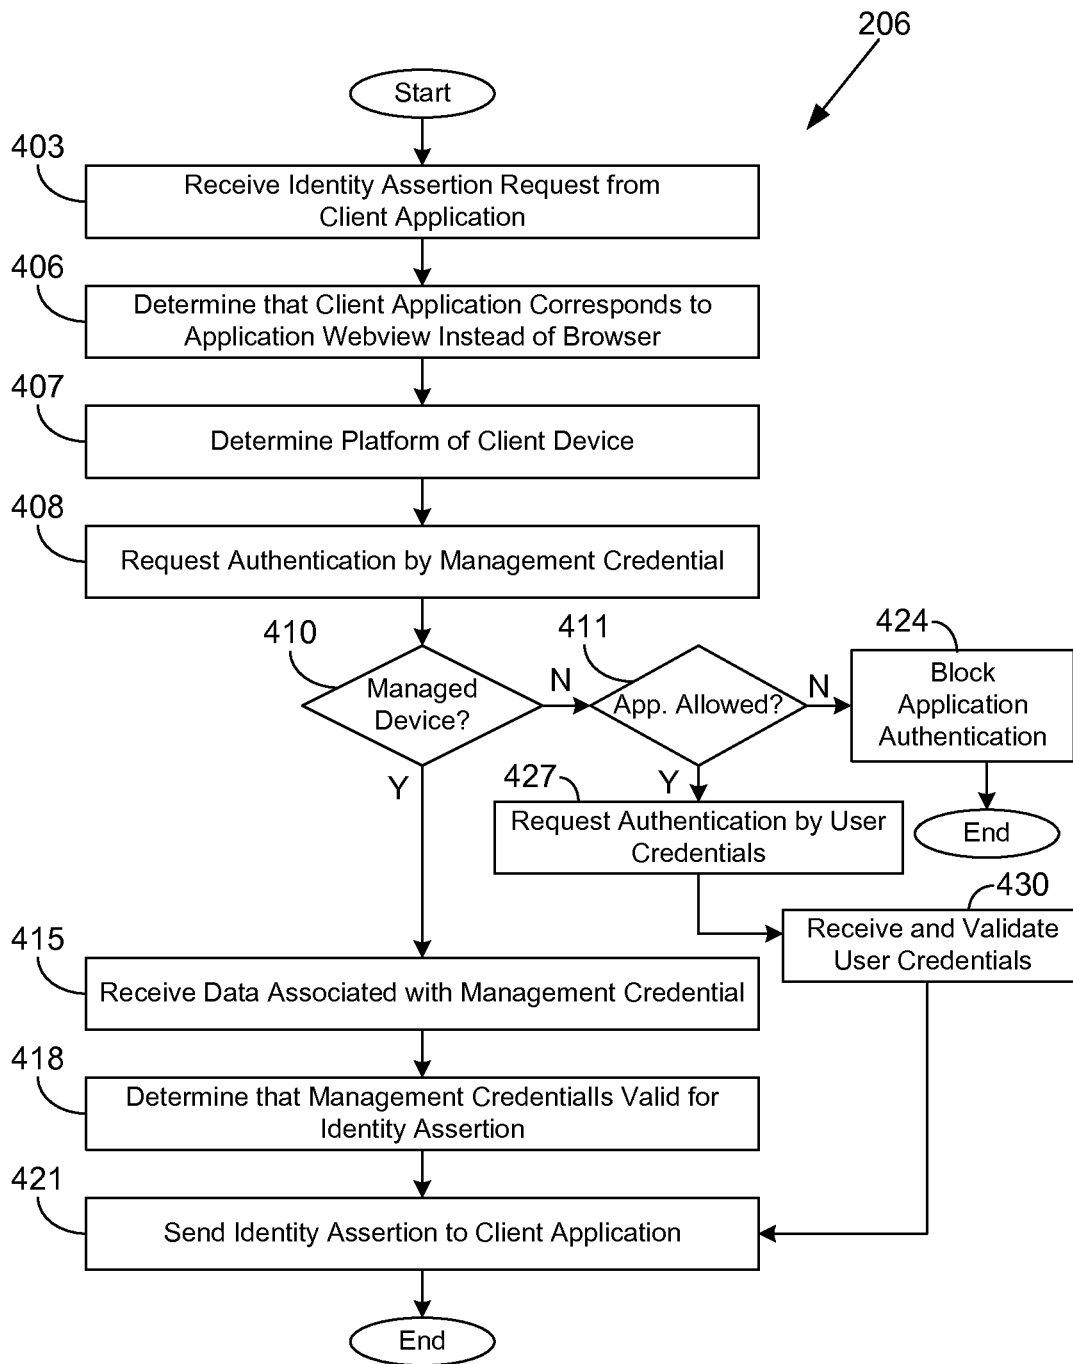 206
Start
403
Receive Identity Assertion Request from
Client Application
406
Determine that Client Application Corresponds to
Application Webview Instead of Browser
407
Determine Platform of Client Device
408
Request Authentication by Management Credential
410
Managed
Device?
N
Y
411
App. Allowed?
N
Y
424
Block
Application
Authentication
End
427
Request Authentication by User
Credentials
430
Receive and Validate
User Credentials
415
Receive Data Associated with Management Credential
418
Determine that Management CredentialIs Valid for
Identity Assertion
421
Send Identity Assertion to Client Application
End